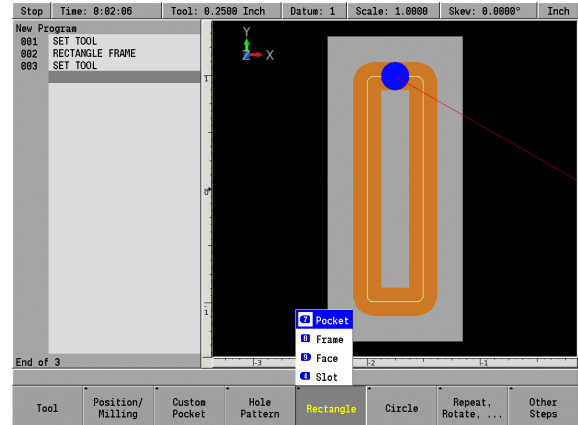 Stop Time: 0:02:06 Tool: 0.2500 Inch Datum: 1 Scale: 1.0000 Skew: 0.0000° Inch
New Program
001 SET TOOL
002 RECTANGLE FRAME
003 SET TOOL
Y
Z X
1
0
1
7 Pocket
8 Frame
9 Face
4 Slot
End of 3
-3 -2 -1
Tool
Position/
Milling
Custom
Pocket
Hole
Pattern
Rectangle
Circle
Repeat,
Rotate, ...
Other
Steps